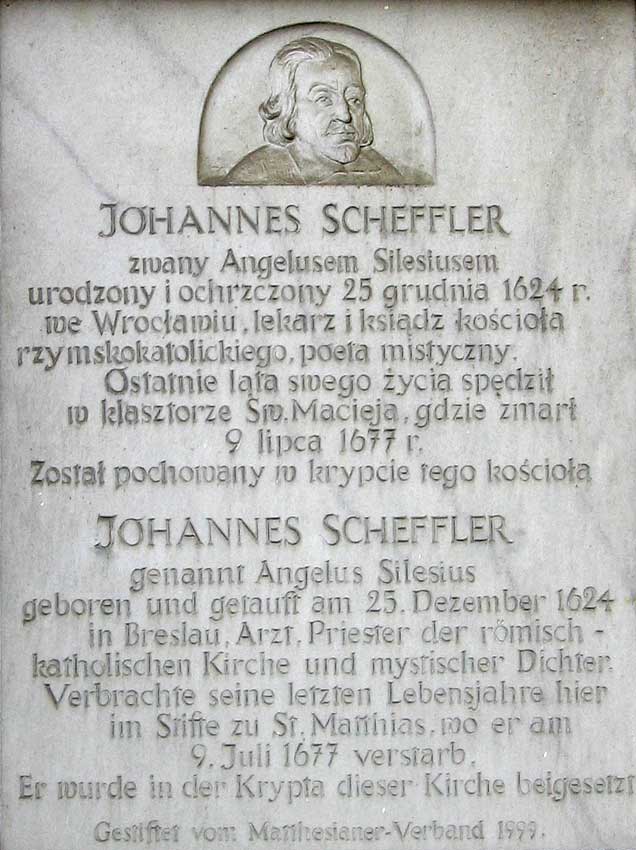 JOHANNES SCHEFFLER
zwany Angelusem Silesiusem
urodzony i ochrzczony 25 grudnia 1624 r.
we Wrocławiu, lekarz i ksiądz kościoła
rzymskokatolickiego, poeta mistyczny.
Ostatnie lata swego życia spędził
w klasztorze Św. Macieja, gdzie zmarł
9 lipca 1677 r.
Został pochowany w krypcie tego kościoła
JOHANNES SCHEFFLER
genannt Angelus Silesius
geboren und getauft am 25. Dezember 1624
in Breslau, Arzt, Priester der römisch -
katholischen Kirche und mystischer Dichter.
Verbrachte seine letzten Lebensjahre hier
im Stifte zu St. Matthias, wo er am
9. Juli 1677 verstarb.
Er wurde in der Krypta dieser Kirche beigesetzt
Gestiftet vom Matthesianer-Verband 1999.